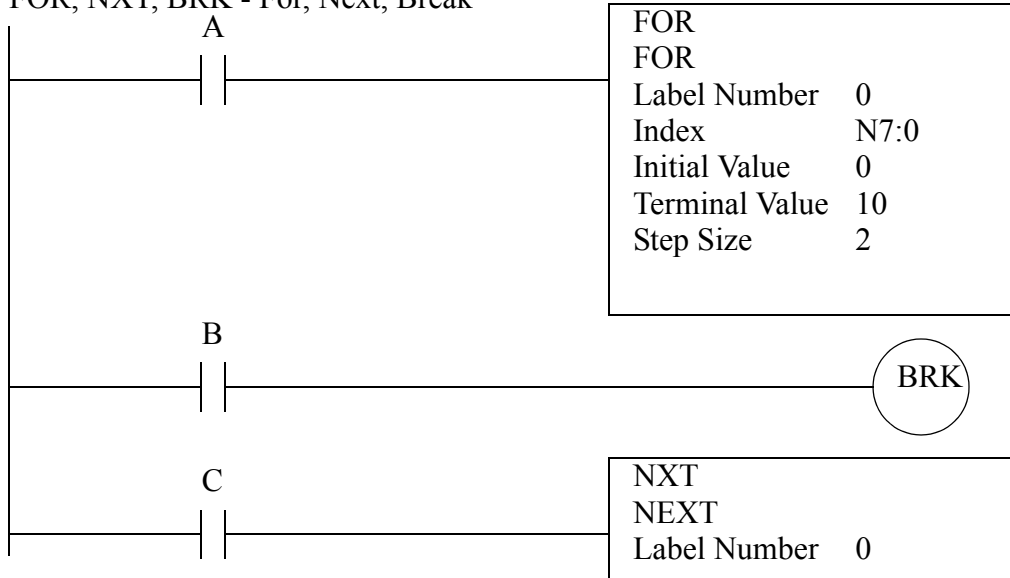 FOR, NXT, BRK - For, Next, Break
A
FOR
FOR
Label Number 0
Index N7:0
Initial Value 0
Terminal Value 10
Step Size 2
B
BRK
C
NXT
NEXT
Label Number 0